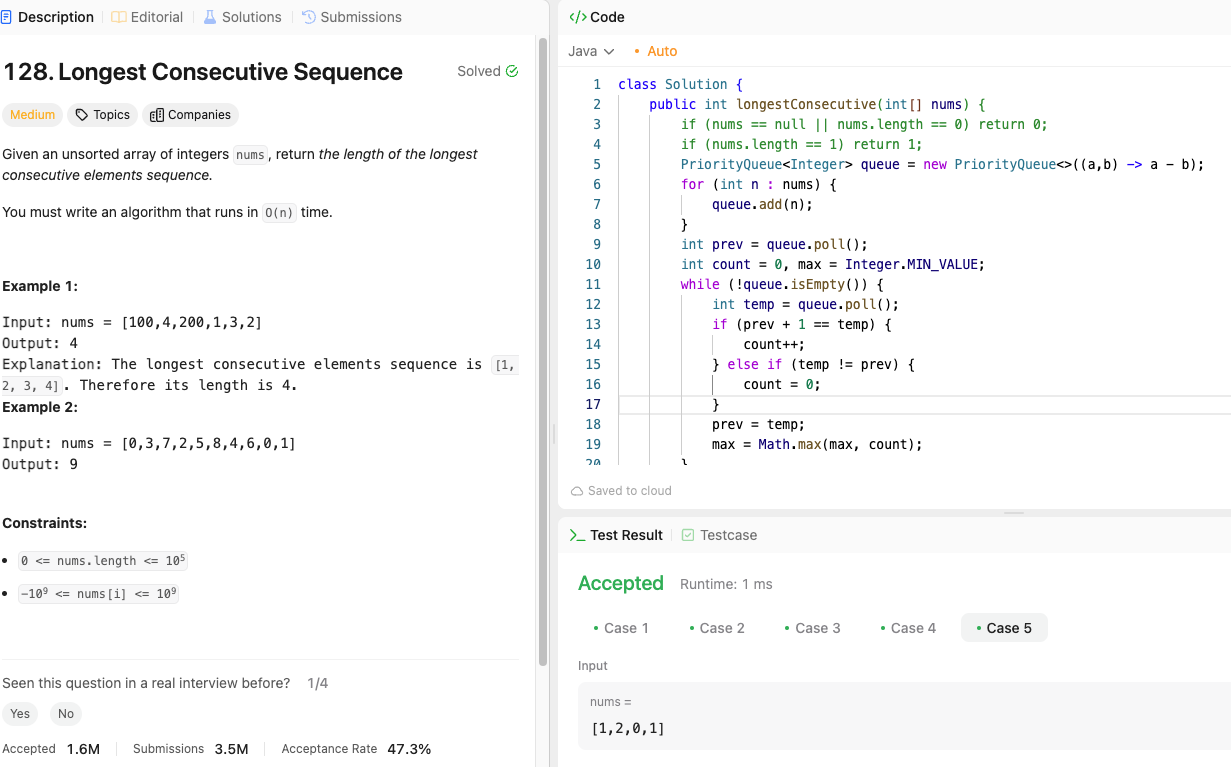 Description Editorial Solutions Submissions
128. Longest Consecutive Sequence
Solved
Medium Topics Companies
Given an unsorted array of integers nums, return the length of the longest
consecutive elements sequence.
You must write an algorithm that runs in O(n) time.
Example 1:
Input: nums = [100,4,200,1,3,2]
Output: 4
Explanation: The longest consecutive elements sequence is [1,
2, 3, 4]. Therefore its length is 4.
Example 2:
Input: nums = [0,3,7,2,5,8,4,6,0,1]
Output: 9
Constraints:
• 0 <= nums.length <= 10⁵
• -10⁹ <= nums[i] <= 10⁹
Seen this question in a real interview before? 1/4
Yes No
Accepted 1.6M Submissions 3.5M Acceptance Rate 47.3%
</> Code
Java • Auto
1 class Solution {
2     public int longestConsecutive(int[] nums) {
3         if (nums == null || nums.length == 0) return 0;
4         if (nums.length == 1) return 1;
5         PriorityQueue<Integer> queue = new PriorityQueue<>((a,b) -> a - b);
6         for (int n : nums) {
7             queue.add(n);
8         }
9         int prev = queue.poll();
10         int count = 0, max = Integer.MIN_VALUE;
11         while (!queue.isEmpty()) {
12             int temp = queue.poll();
13             if (prev + 1 == temp) {
14                 count++;
15             } else if (temp != prev) {
16                 count = 0;
17             }
18             prev = temp;
19             max = Math.max(max, count);
20         }
Saved to cloud
>_ Test Result Testcase
Accepted Runtime: 1 ms
• Case 1 • Case 2 • Case 3 • Case 4 • Case 5
Input
nums =
[1,2,0,1]